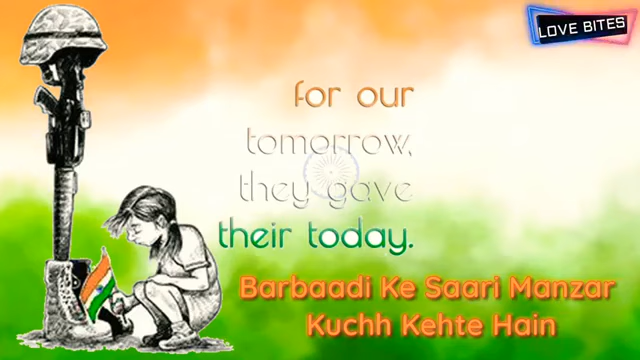 LOVE BITES
for our
tomorrow,
they gave
their today.
Barbaadi Ke Saari Manzar
Kuchh Kehte Hain